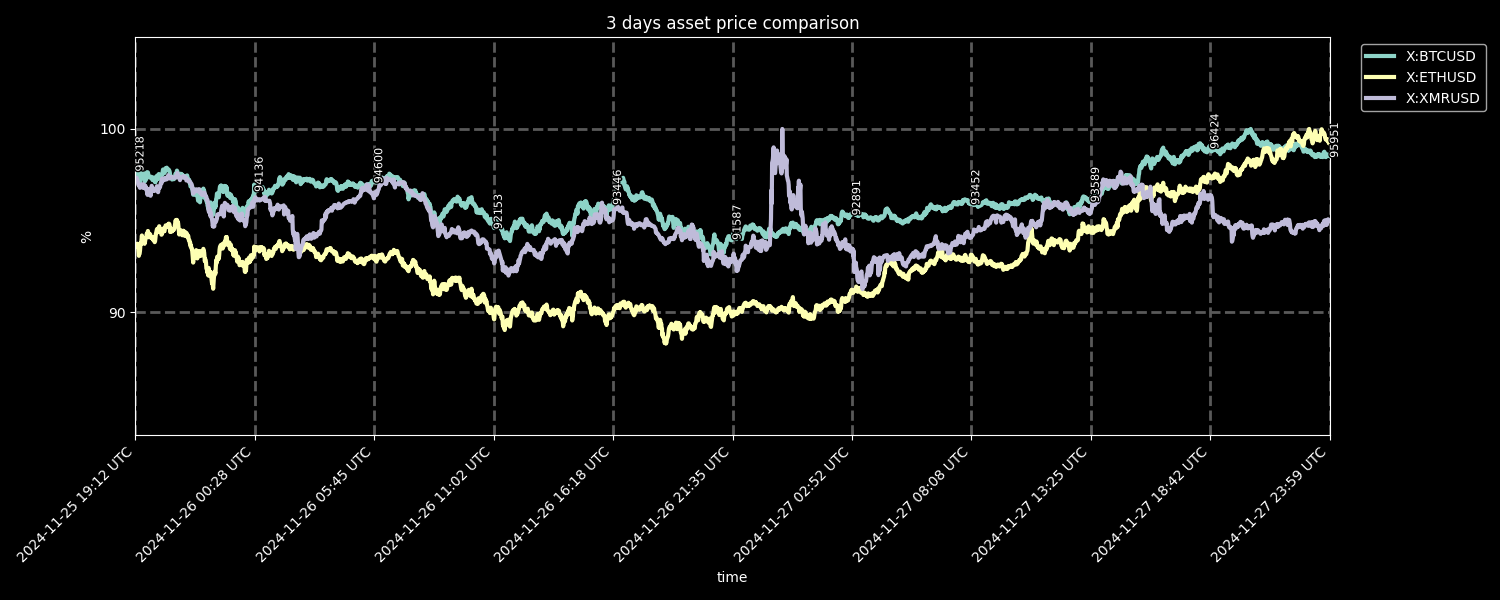 3 days asset price comparison
X:BTCUSD
X:ETHUSD
X:XMRUSD
100
90
%
95218
94136
94600
92153
93446
91587
92891
93452
93589
96424
95951
2024-11-25 19:12 UTC
2024-11-26 00:28 UTC
2024-11-26 05:45 UTC
2024-11-26 11:02 UTC
2024-11-26 16:18 UTC
2024-11-26 21:35 UTC
2024-11-27 02:52 UTC
2024-11-27 08:08 UTC
2024-11-27 13:25 UTC
2024-11-27 18:42 UTC
2024-11-27 23:59 UTC
time